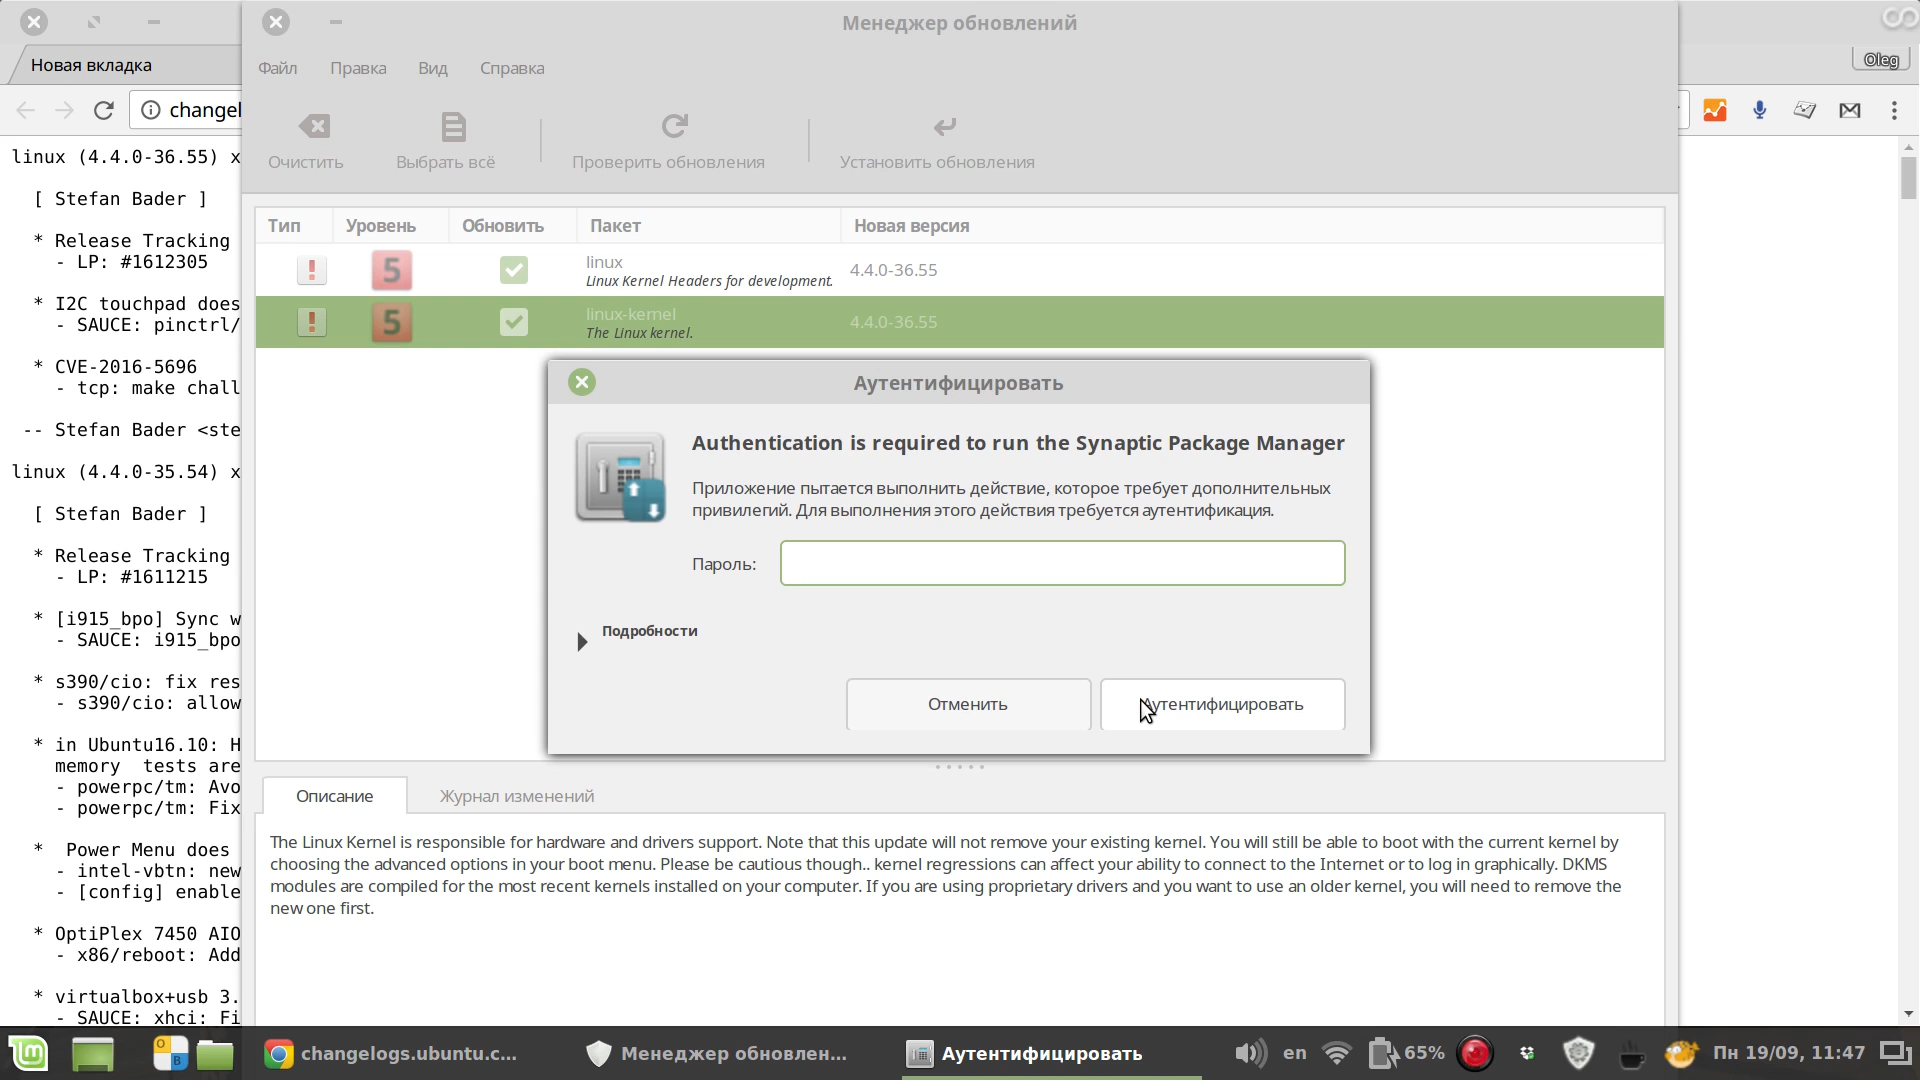 Менеджер обновлений
Новая вкладка
Oleg
Файл Правка Вид Справка
changel
Очистить Выбрать всё Проверить обновления Установить обновления
linux (4.4.0-36.55) x
[ Stefan Bader ]
* Release Tracking
- LP: #1612305
* I2C touchpad does
- SAUCE: pinctrl/
* CVE-2016-5696
- tcp: make chall
-- Stefan Bader <ste
linux (4.4.0-35.54) x
[ Stefan Bader ]
* Release Tracking
- LP: #1611215
* [i915_bpo] Sync w
- SAUCE: i915_bpo
* s390/cio: fix res
- s390/cio: allow
* in Ubuntu16.10: H
memory  tests are
- powerpc/tm: Avo
- powerpc/tm: Fix
*  Power Menu does
- intel-vbtn: new
- [config] enable
* OptiPlex 7450 AIO
- x86/reboot: Add
* virtualbox+usb 3.
- SAUCE: xhci: Fi
Тип Уровень Обновить Пакет Новая версия
! 5 linux 4.4.0-36.55
Linux Kernel Headers for development.
! 5 linux-kernel 4.4.0-36.55
The Linux kernel.
Аутентифицировать
Authentication is required to run the Synaptic Package Manager
Приложение пытается выполнить действие, которое требует дополнительных
привилегий. Для выполнения этого действия требуется аутентификация.
Пароль:
Подробности
Отменить Аутентифицировать
Описание Журнал изменений
The Linux Kernel is responsible for hardware and drivers support. Note that this update will not remove your existing kernel. You will still be able to boot with the current kernel by
choosing the advanced options in your boot menu. Please be cautious though.. kernel regressions can affect your ability to connect to the Internet or to log in graphically. DKMS
modules are compiled for the most recent kernels installed on your computer. If you are using proprietary drivers and you want to use an older kernel, you will need to remove the
new one first.
O B changelogs.ubuntu.c... Менеджер обновлен... Аутентифицировать en 65% Пн 19/09, 11:47